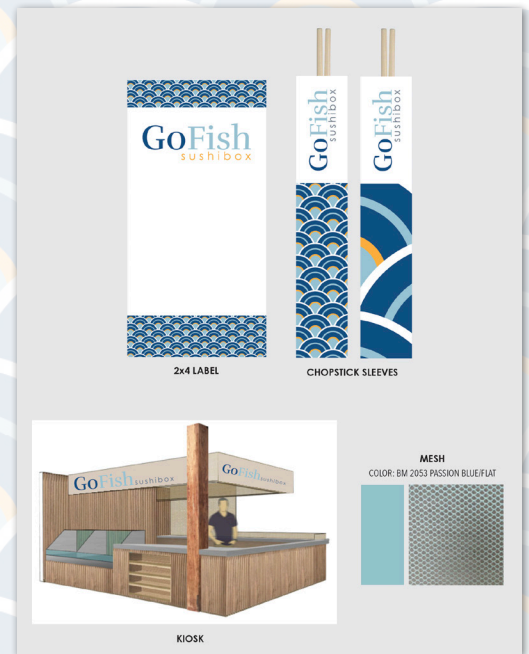 GoFish
sushibox
GoFish
sushibox
GoFish
sushibox
2x4 LABEL
CHOPSTICK SLEEVES
GoFish sushibox
GoFish sushibox
MESH
COLOR: BM 2053 PASSION BLUE/FLAT
KIOSK